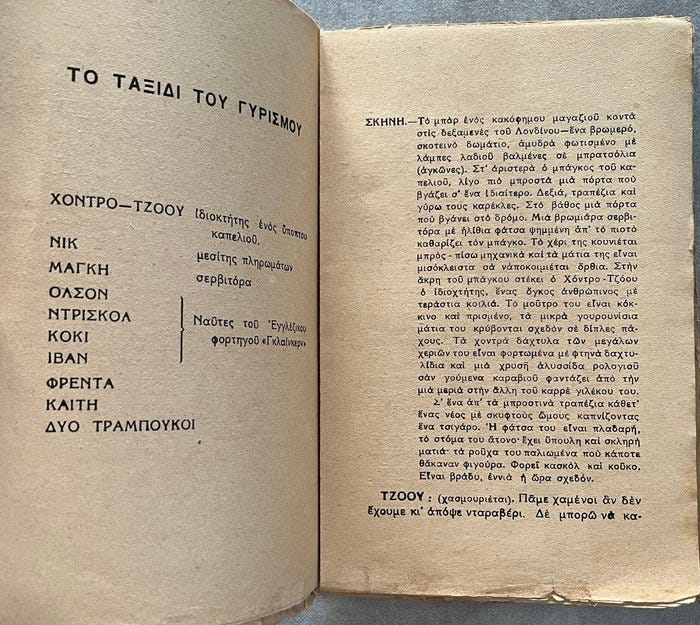 ΤΟ ΤΑΞΙΔΙ ΤΟΥ ΓΥΡΙΣΜΟΥ
ΧΟΝΤΡΟ—ΤΖΟΟΥ ἰδιοκτήτης ἑνὸς ὕποπτου
καπελιοῦ.
ΝΙΚ μεσίτης πληρωμάτων
ΜΑΓΚΗ σερβιτόρα
ΟΛΣΟΝ
ΝΤΡΙΣΚΟΛ
ΚΟΚΙ
ΙΒΑΝ
Ναῦτες τοῦ Ἐγγλέζικου
φορτηγοῦ «Γκλαίνκερν»
ΦΡΕΝΤΑ
ΚΑΙΤΗ
ΔΥΟ ΤΡΑΜΠΟΥΚΟΙ
ΣΚΗΝΗ.—Τὸ μπὰρ ἑνὸς κακόφημου μαγαζιοῦ κοντὰ
στὶς δεξαμενὲς τοῦ Λονδίνου—ἕνα βρωμερό,
σκοτεινὸ δωμάτιο, ἀμυδρὰ φωτισμένο μὲ
λάμπες λαδιοῦ βαλμένες σὲ μπρατσόλια
(ἀγκῶνες). Στ' ἀριστερὰ ὁ μπάγκος τοῦ κα-
πελιοῦ, λίγο πιὸ μπροστὰ μιὰ πόρτα ποὺ
βγάζει σ' ἕνα ἰδιαίτερο. Δεξιά, τραπέζια καὶ
γύρω τους καρέκλες. Στὸ βάθος μιὰ πόρτα
ποὺ βγάνει στὸ δρόμο. Μιὰ βρωμιάρα σερβι-
τόρα μὲ ἠλίθια φάτσα ψημμένη ἀπ' τὸ πιοτὸ
καθαρίζει τὸν μπάγκο. Τὸ χέρι της κουνιέται
μπρὸς - πίσω μηχανικὰ καὶ τὰ μάτια της εἶναι
μισόκλειστα σὰ νἀποκοιμιέται ὄρθια. Στὴν
ἄκρη τοῦ μπάγκου στέκει ὁ Χόντρο-Τζόου
ὁ ἰδιοχτήτης, ἕνας ὄγκος ἀνθρώπινος μὲ
τεράστια κοιλιά. Τὸ μοῦτρο του εἶναι κόκ-
κινο καὶ πρισμένο, τὰ μικρὰ γουρουνίσια
μάτια του κρύβονται σχεδὸν σὲ δίπλες πά-
χους. Τὰ χοντρὰ δάχτυλα τῶν μεγάλων
χεριῶν του εἶναι φορτωμένα μὲ φτηνὰ δαχτυ-
λίδια καὶ μιὰ χρυσῆ ἁλυσσίδα ρολογισῦ
σὰν γούμενα καραβιοῦ φαντάζει ἀπὸ τὴν
μιὰ μεριὰ στὴν ἄλλη τοῦ καρρὲ γιλέκου του.
Σ' ἕνα ἀπ' τὰ μπροστινὰ τραπέζια κάθετ'
ἕνας νέος μὲ σκυφτοὺς ὤμους καπνίζοντας
ἕνα τσιγάρο. Ἡ φάτσα του εἶναι πλαδαρή,
τὸ στόμα του ἄτονο· ἔχει ὕπουλη καὶ σκληρὴ
ματιά· τὰ ροῦχα του παλιωμένα ποὺ κάποτε
θἄκαναν φιγούρα. Φορεῖ κασκὸλ καὶ κοῦκο.
Εἶναι βράδυ, ἐννιὰ ἡ ὥρα σχεδόν.
ΤΖΟΟΥ : (χασμουριέται). Πᾶμε χαμένοι ἂν δὲν
ἔχουμε κι' ἀπόψε νταραβέρι. Δὲ μπορῶ νὰ κα-